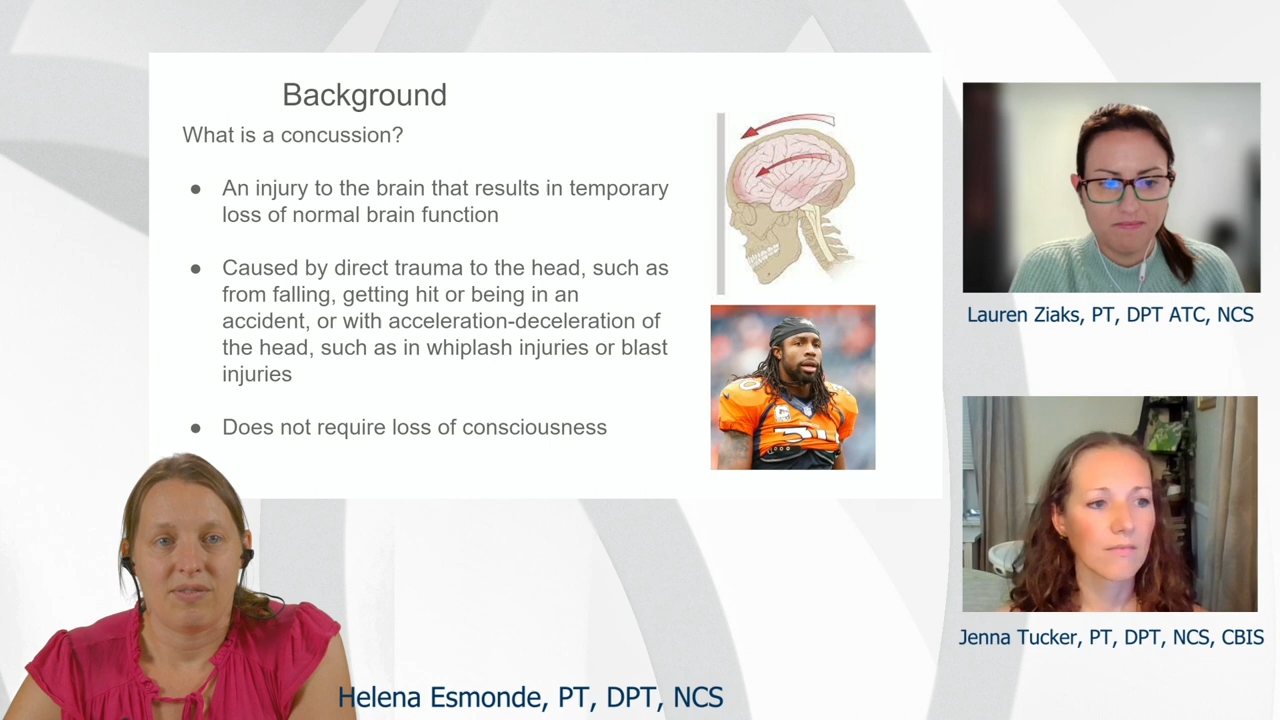 Background
What is a concussion?
● An injury to the brain that results in temporary
loss of normal brain function
● Caused by direct trauma to the head, such as
from falling, getting hit or being in an
accident, or with acceleration-deceleration of
the head, such as in whiplash injuries or blast
injuries
● Does not require loss of consciousness
Lauren Ziaks, PT, DPT ATC, NCS
Jenna Tucker, PT, DPT, NCS, CBIS
Helena Esmonde, PT, DPT, NCS